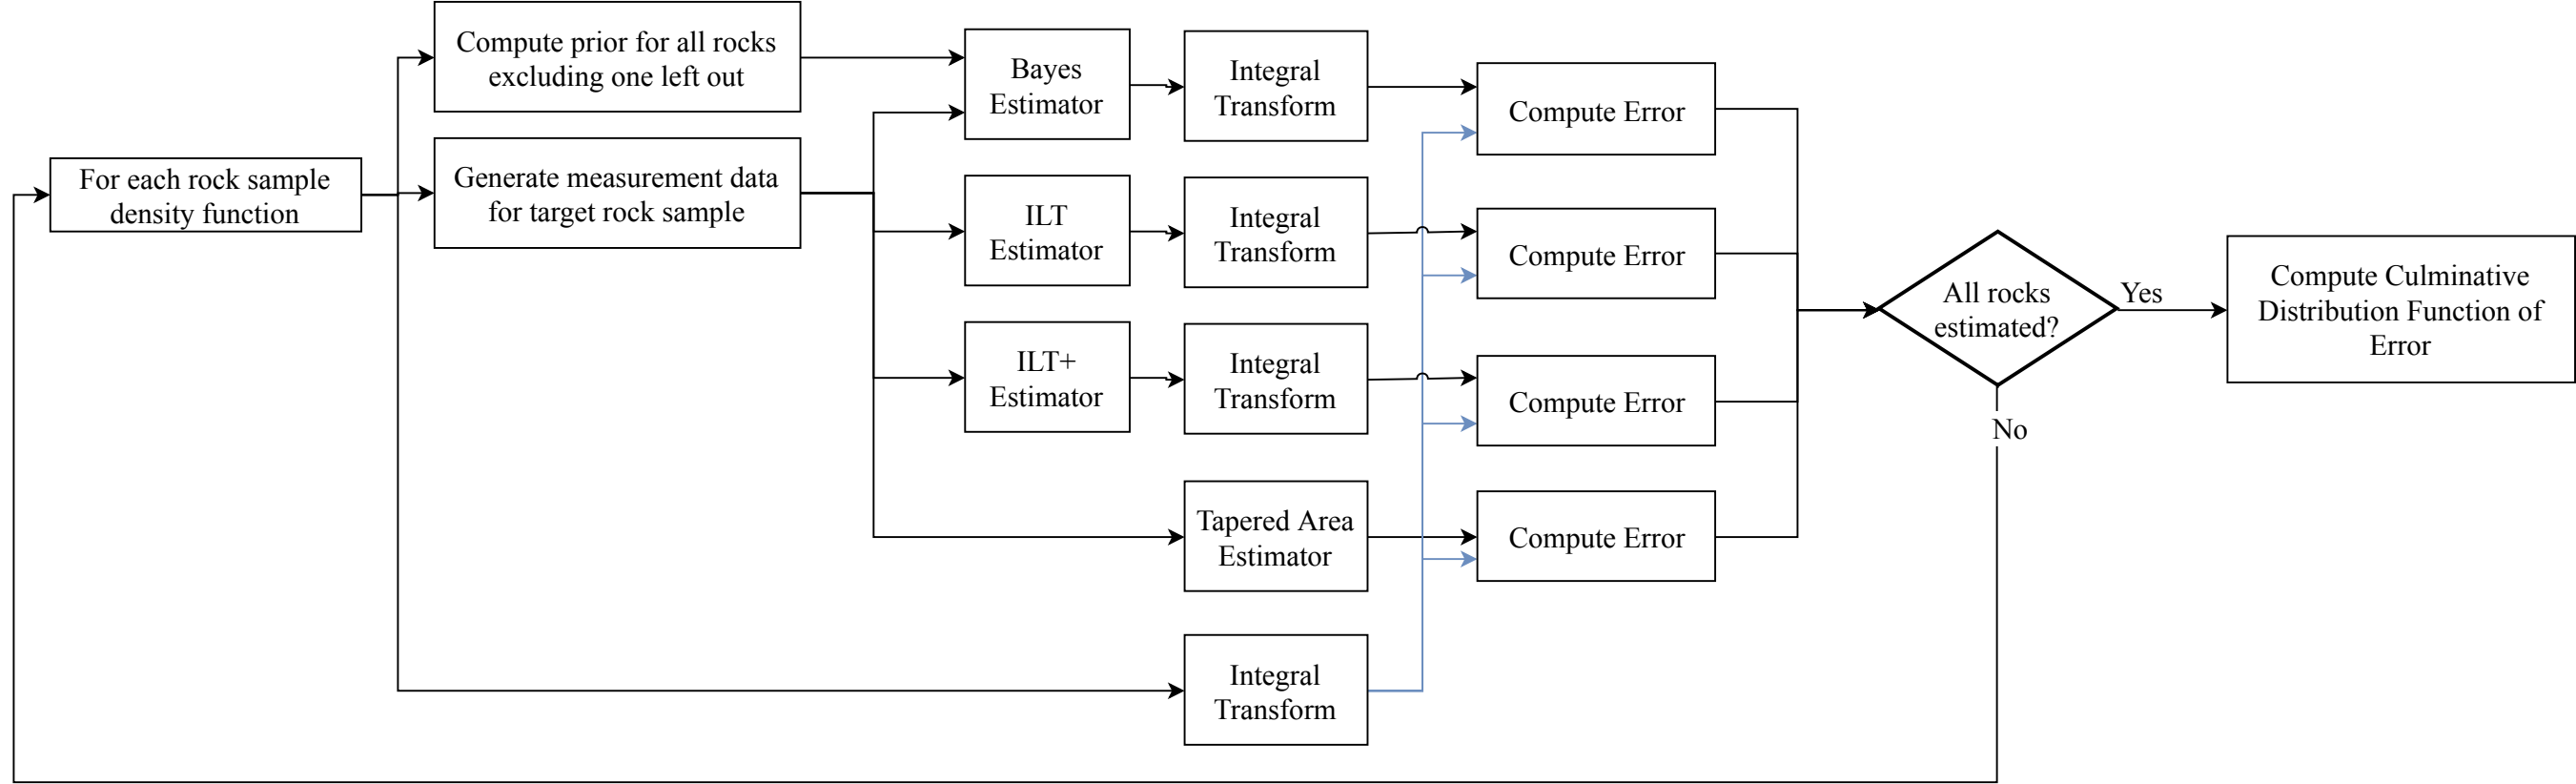 For each rock sample
density function
Compute prior for all rocks
excluding one left out
Generate measurement data
for target rock sample
Bayes
Estimator
Integral
Transform
Compute Error
ILT
Estimator
Integral
Transform
Compute Error
ILT+
Estimator
Integral
Transform
Compute Error
Tapered Area
Estimator
Compute Error
Integral
Transform
All rocks
estimated?
Yes
No
Compute Culminative
Distribution Function of
Error